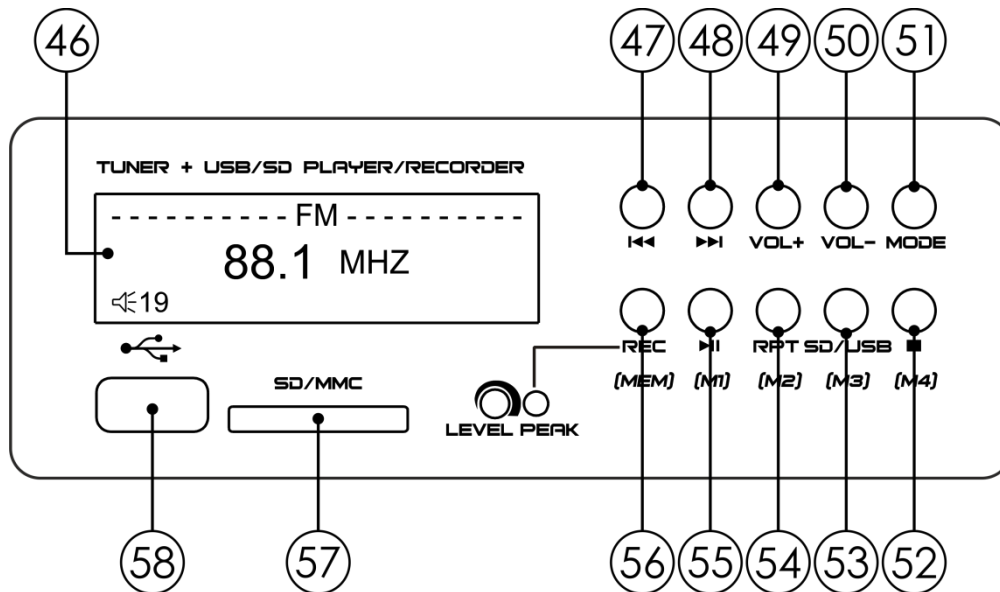 46 47 48 49 50 51
TUNER + USB/SD PLAYER/RECORDER
FM
88.1 MHZ
19
VOL+ VOL- MODE
REC RPT SD/USB
SD/MMC
(MEM) (M1) (M2) (M3) (M4)
LEVEL PEAK
58 57 56 55 54 53 52